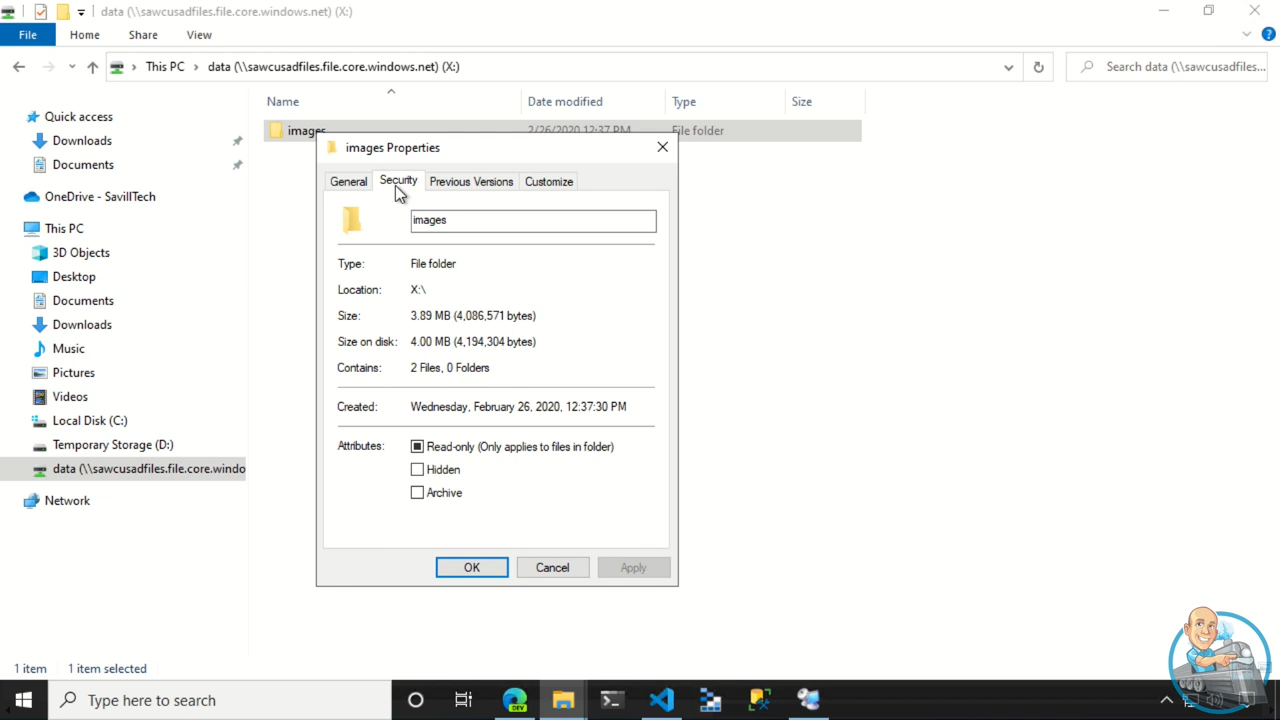 data (\\sawcusadfiles.file.core.windows.net) (X:)
File Home Share View
This PC data (\\sawcusadfiles.file.core.windows.net) (X:) Search data (\\sawcusadfiles...
Name Date modified Type Size
Quick access
Downloads
Documents
OneDrive - SavillTech
This PC
3D Objects
Desktop
Documents
Downloads
Music
Pictures
Videos
Local Disk (C:)
Temporary Storage (D:)
data (\\sawcusadfiles.file.core.windo
Network
images 2/26/2020 12:37 PM File folder
images Properties
General Security Previous Versions Customize
images
Type: File folder
Location: X:\
Size: 3.89 MB (4,086,571 bytes)
Size on disk: 4.00 MB (4,194,304 bytes)
Contains: 2 Files, 0 Folders
Created: Wednesday, February 26, 2020, 12:37:30 PM
Attributes: Read-only (Only applies to files in folder)
Hidden
Archive
OK Cancel Apply
1 item 1 item selected
Type here to search
DEV